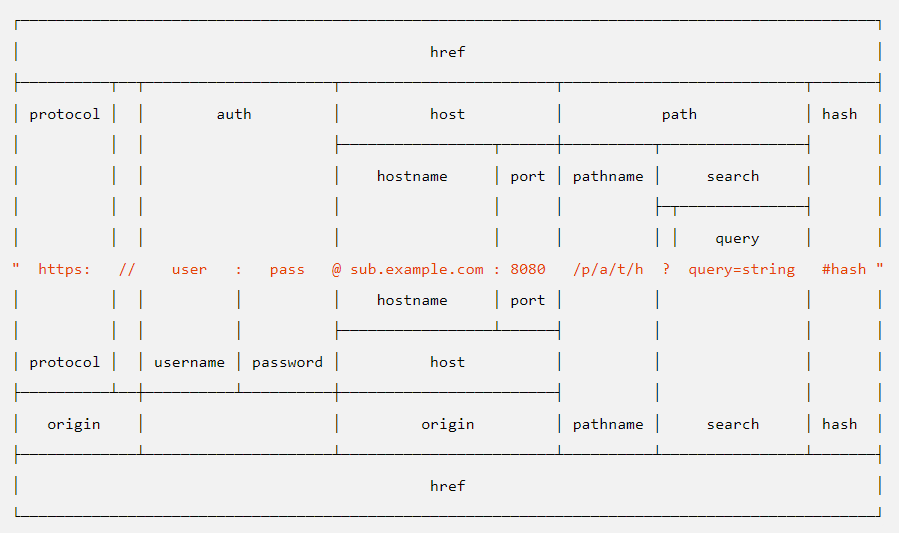 href
protocol auth host path hash
hostname port pathname search
query
" https: // user : pass @ sub.example.com : 8080 /p/a/t/h ? query=string #hash "
hostname port
protocol username password host
origin origin pathname search hash
href